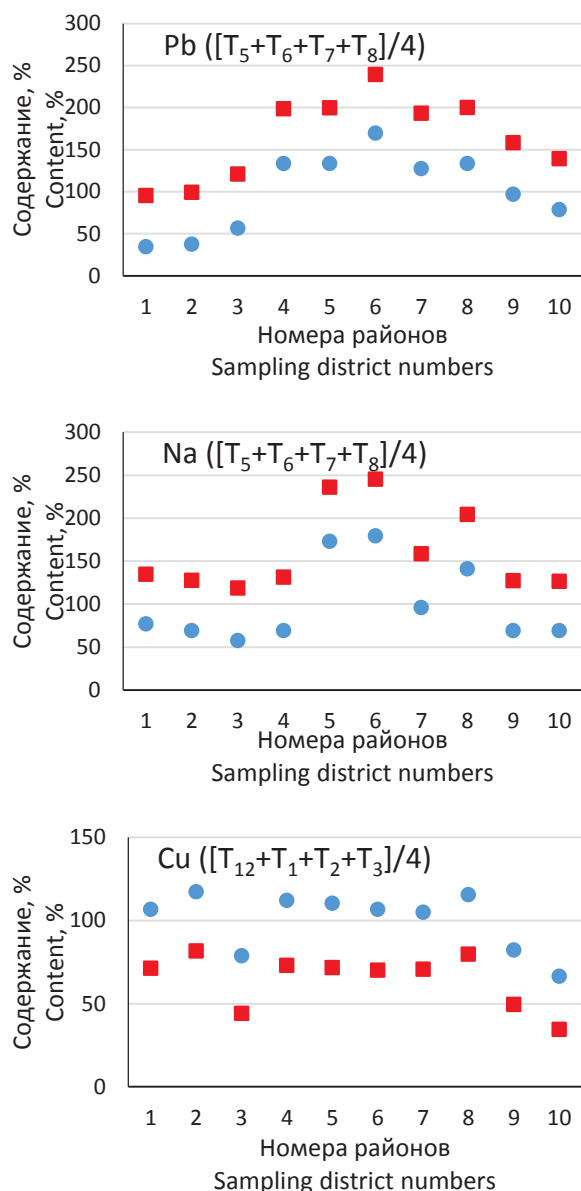 Pb ([T₅+T₆+T₇+T₈]/4)
Содержание, %
Content, %
300
250
200
150
100
50
0
1 2 3 4 5 6 7 8 9 10
Номера районов
Sampling district numbers
Na ([T₅+T₆+T₇+T₈]/4)
Содержание, %
Content, %
300
250
200
150
100
50
0
1 2 3 4 5 6 7 8 9 10
Номера районов
Sampling district numbers
Cu ([T₁₂+T₁+T₂+T₃]/4)
Содержание, %
Content, %
150
100
50
0
1 2 3 4 5 6 7 8 9 10
Номера районов
Sampling district numbers